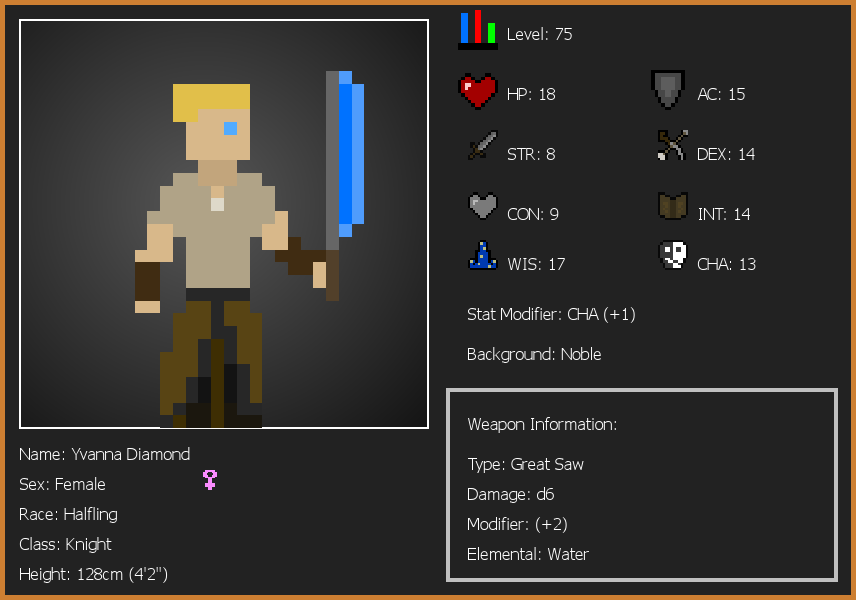 Level: 75
HP: 18
AC: 15
STR: 8
DEX: 14
CON: 9
INT: 14
WIS: 17
CHA: 13
Stat Modifier: CHA (+1)
Background: Noble
Weapon Information:
Type: Great Saw
Damage: d6
Modifier: (+2)
Elemental: Water
Name: Yvanna Diamond
Sex: Female
Race: Halfling
Class: Knight
Height: 128cm (4'2")